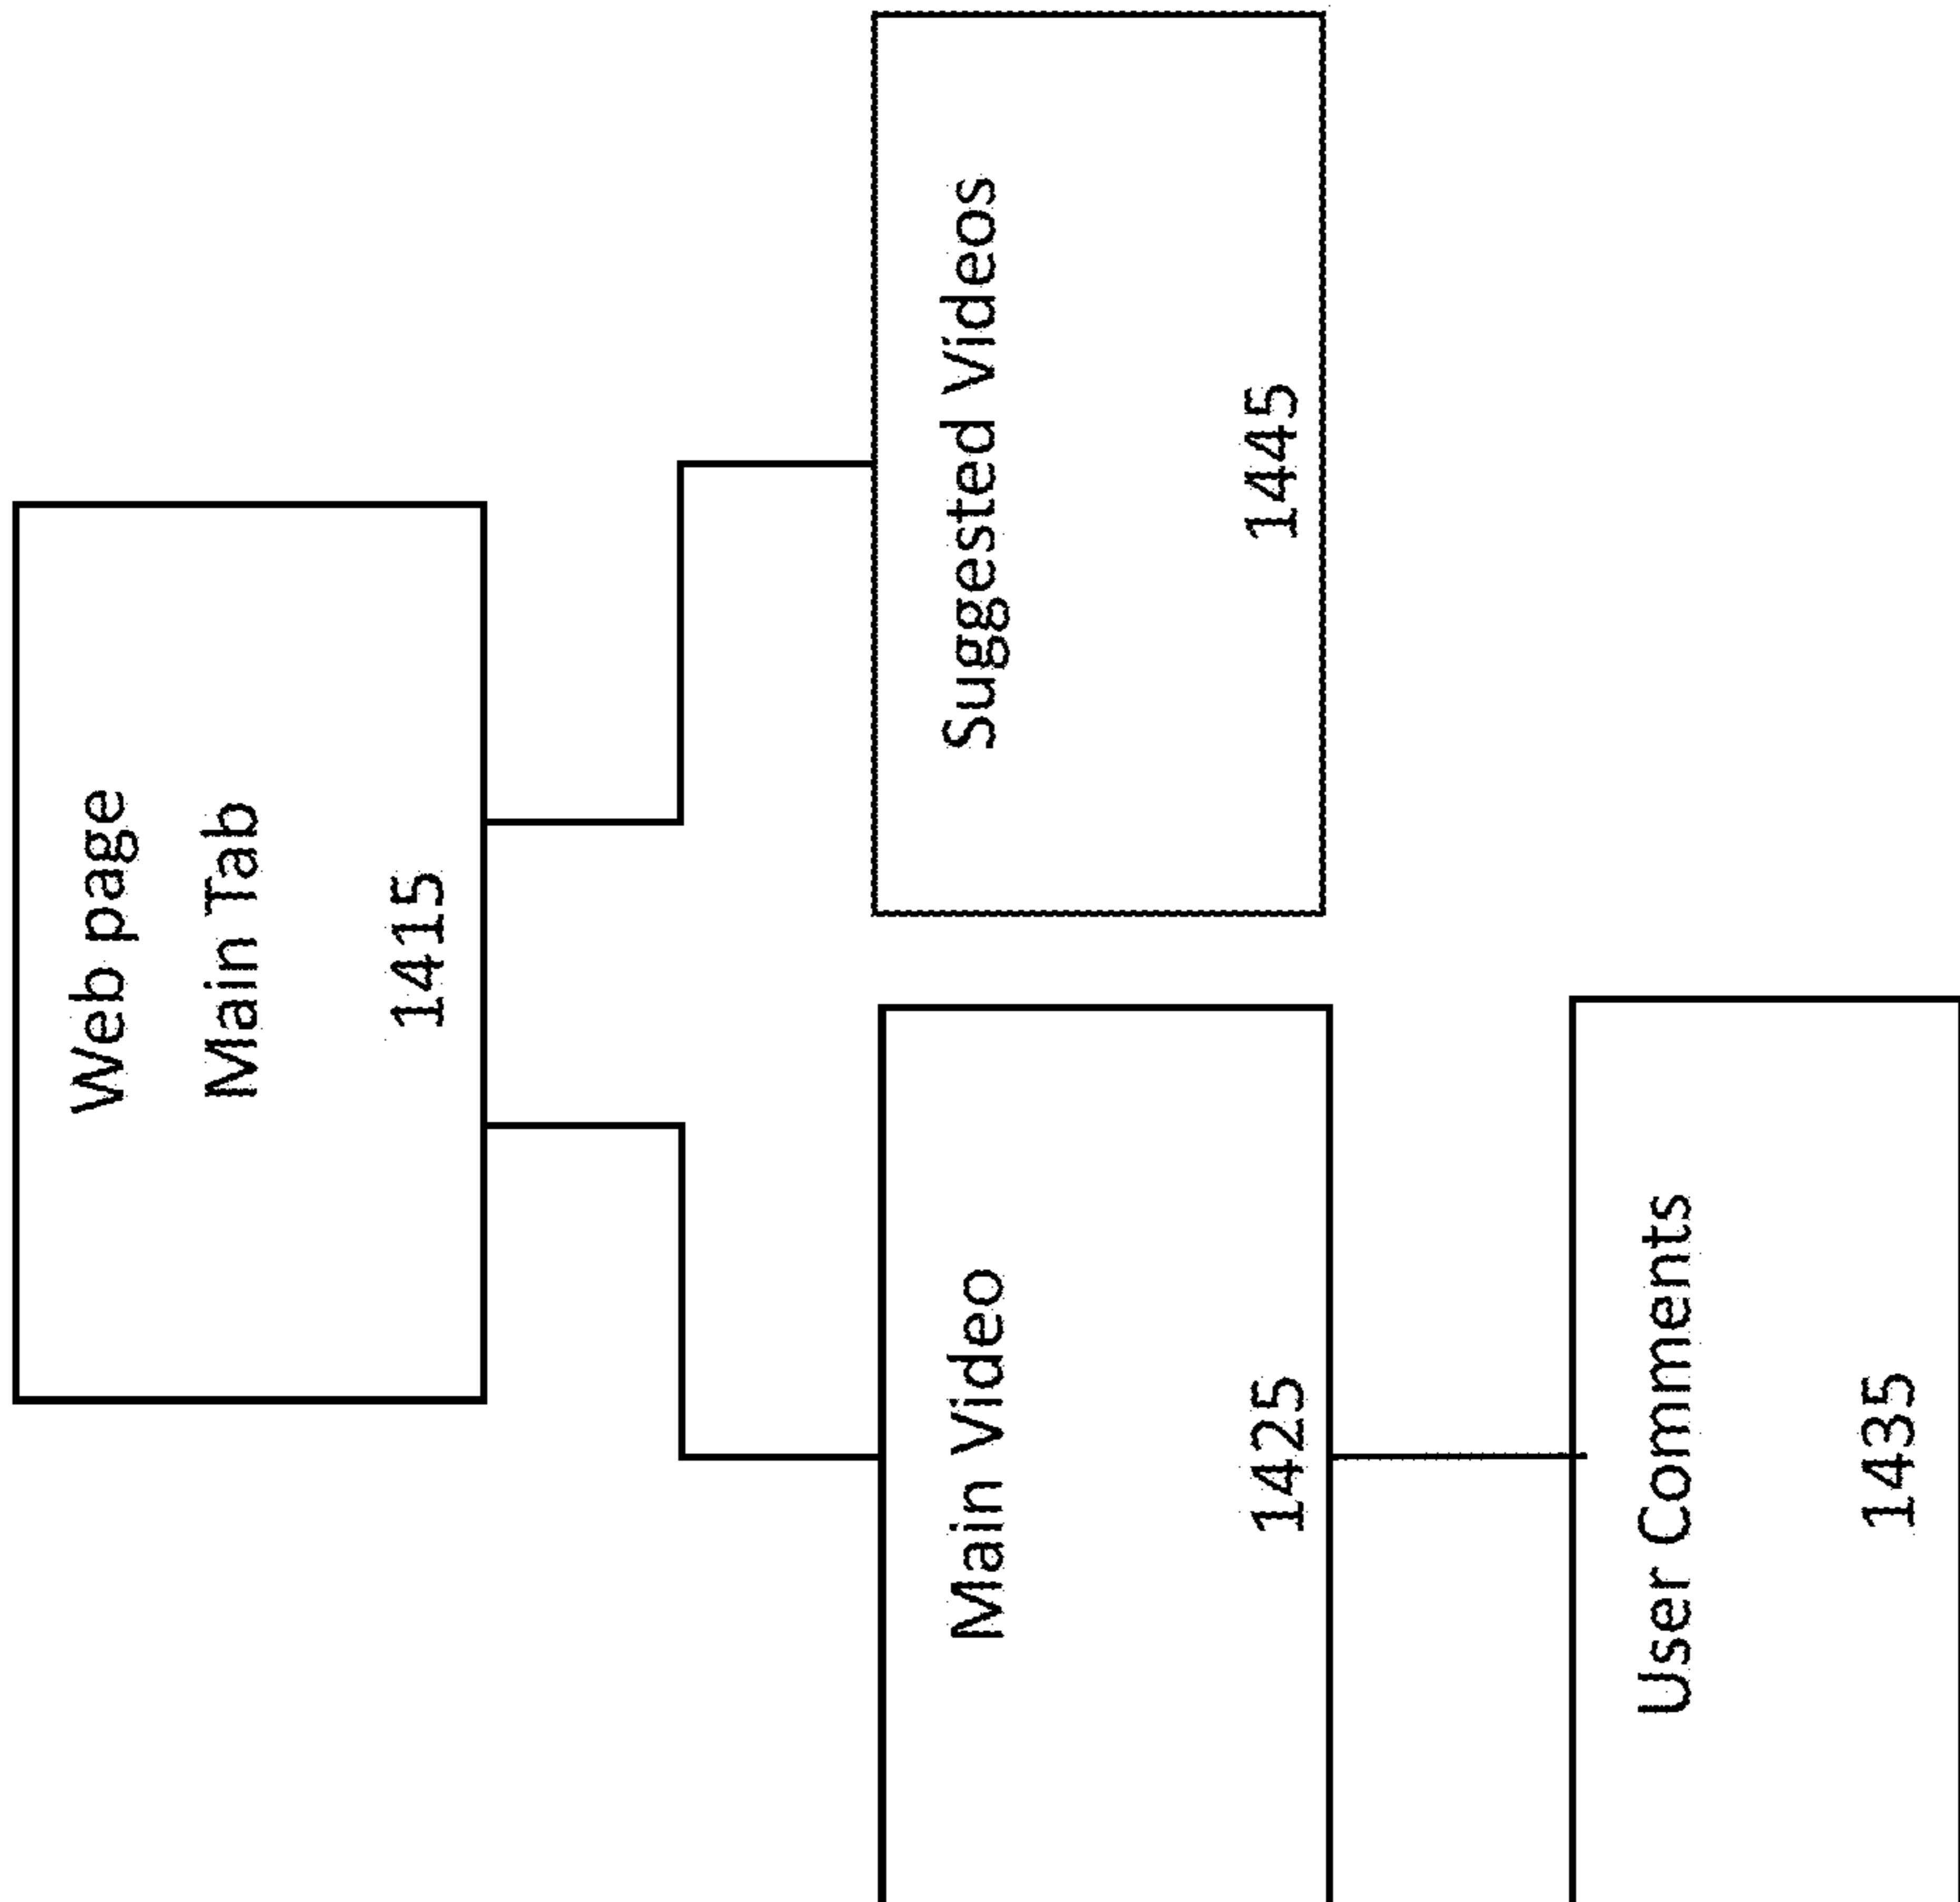 Web page
Main Tab
1415
Main Video
1425
Suggested Videos
1445
User Comments
1435